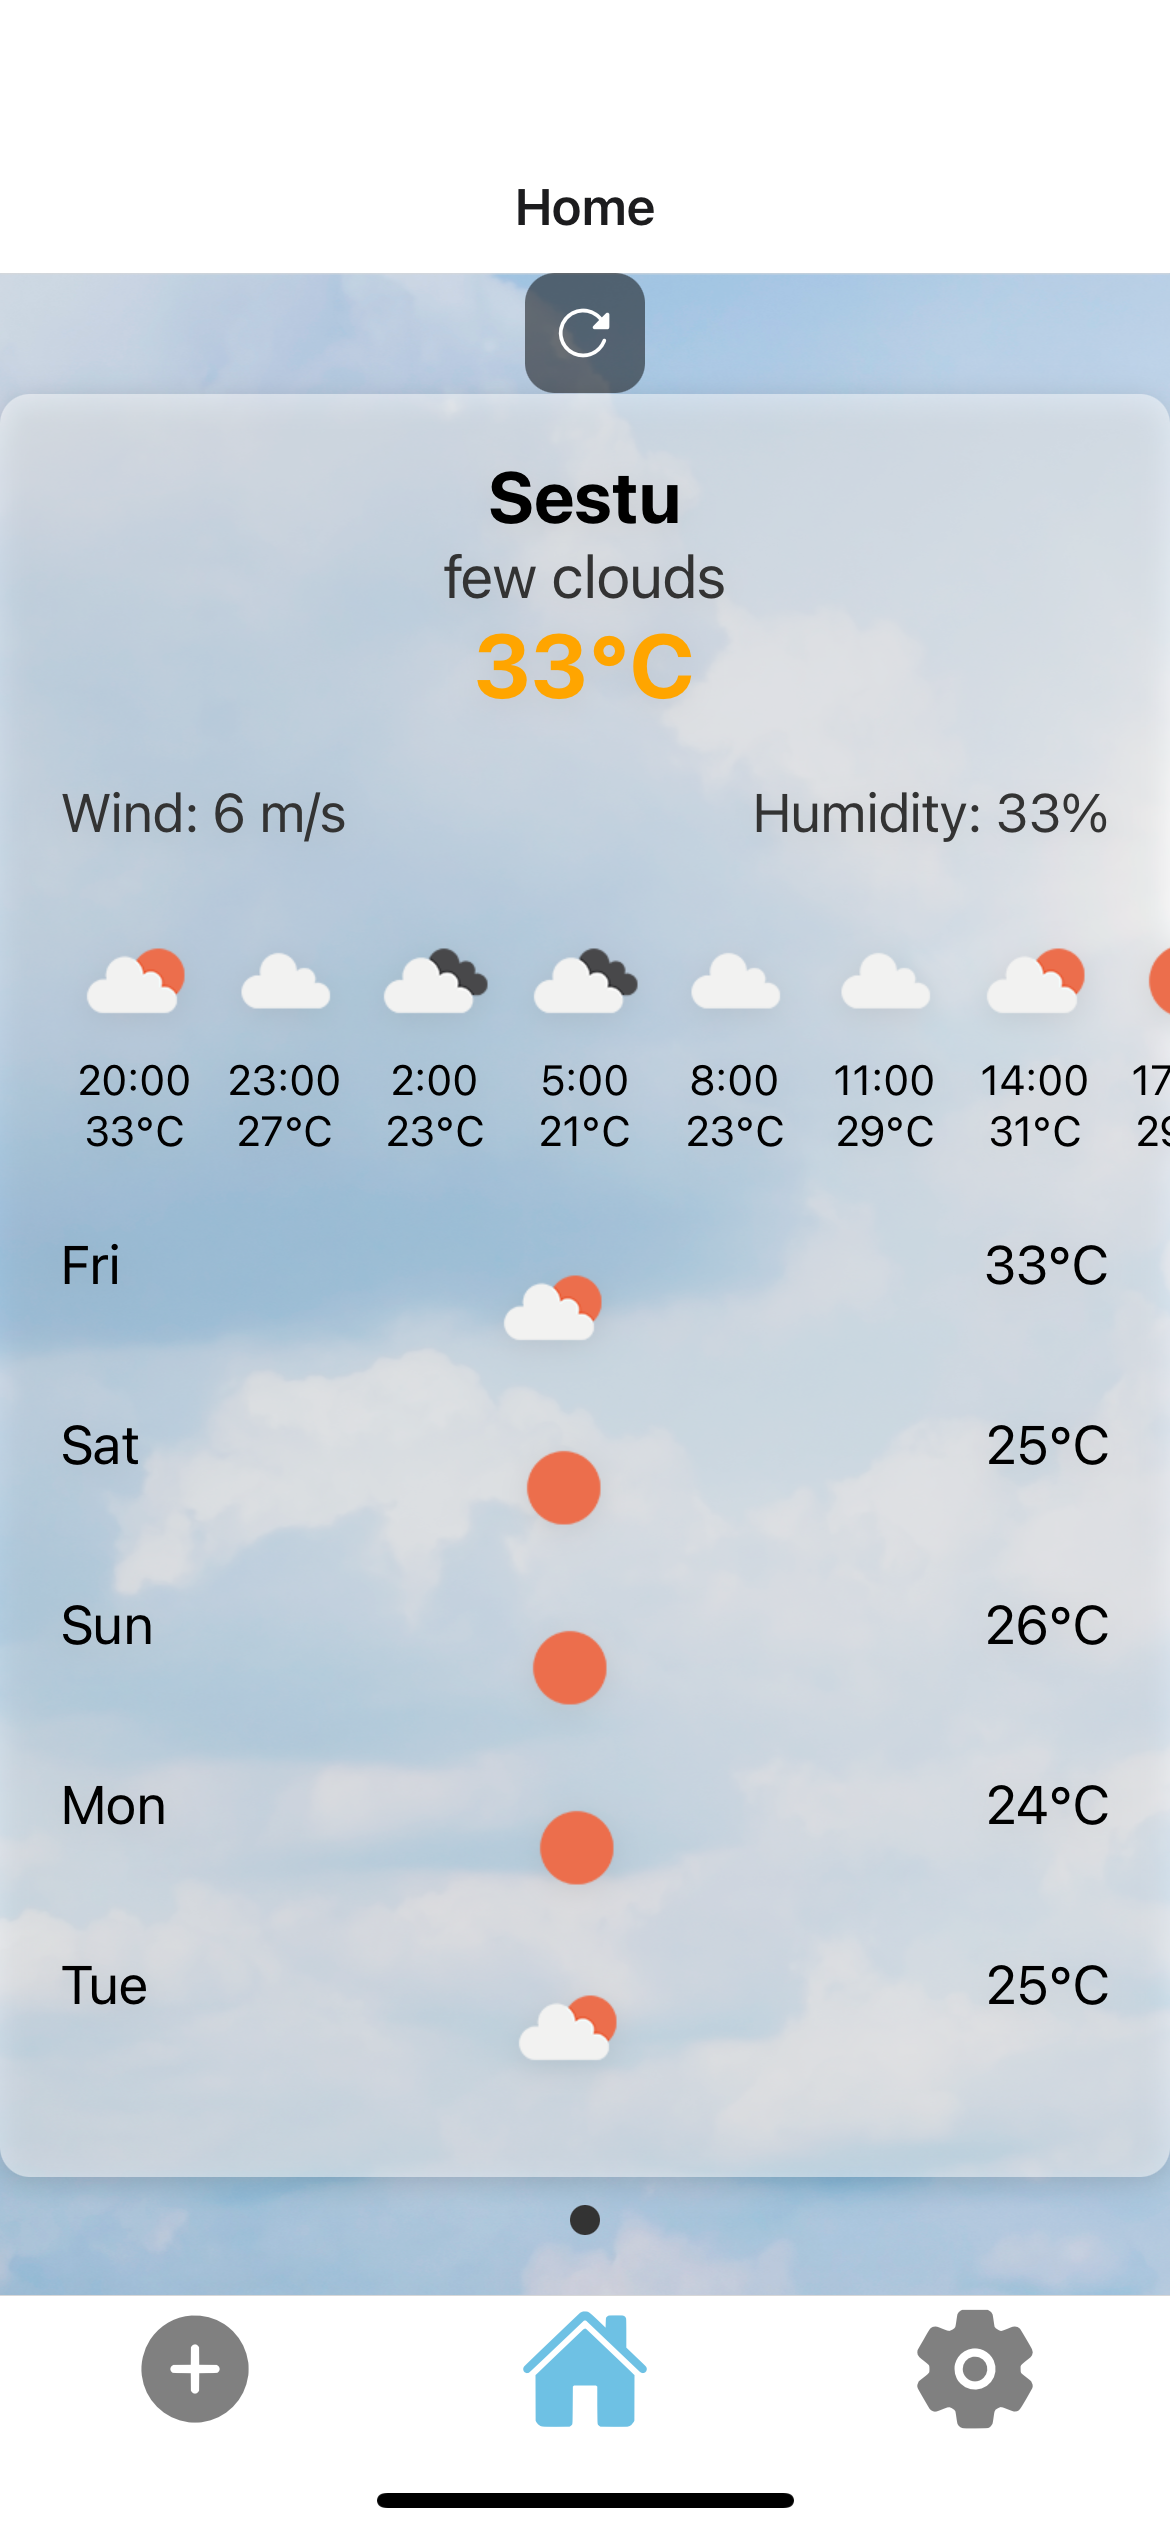 Home
Sestu
few clouds
33°C
Wind: 6 m/s
Humidity: 33%
20:00 23:00 2:00 5:00 8:00 11:00 14:00 17
33°C 27°C 23°C 21°C 23°C 29°C 31°C 29
Fri 33°C
Sat 25°C
Sun 26°C
Mon 24°C
Tue 25°C